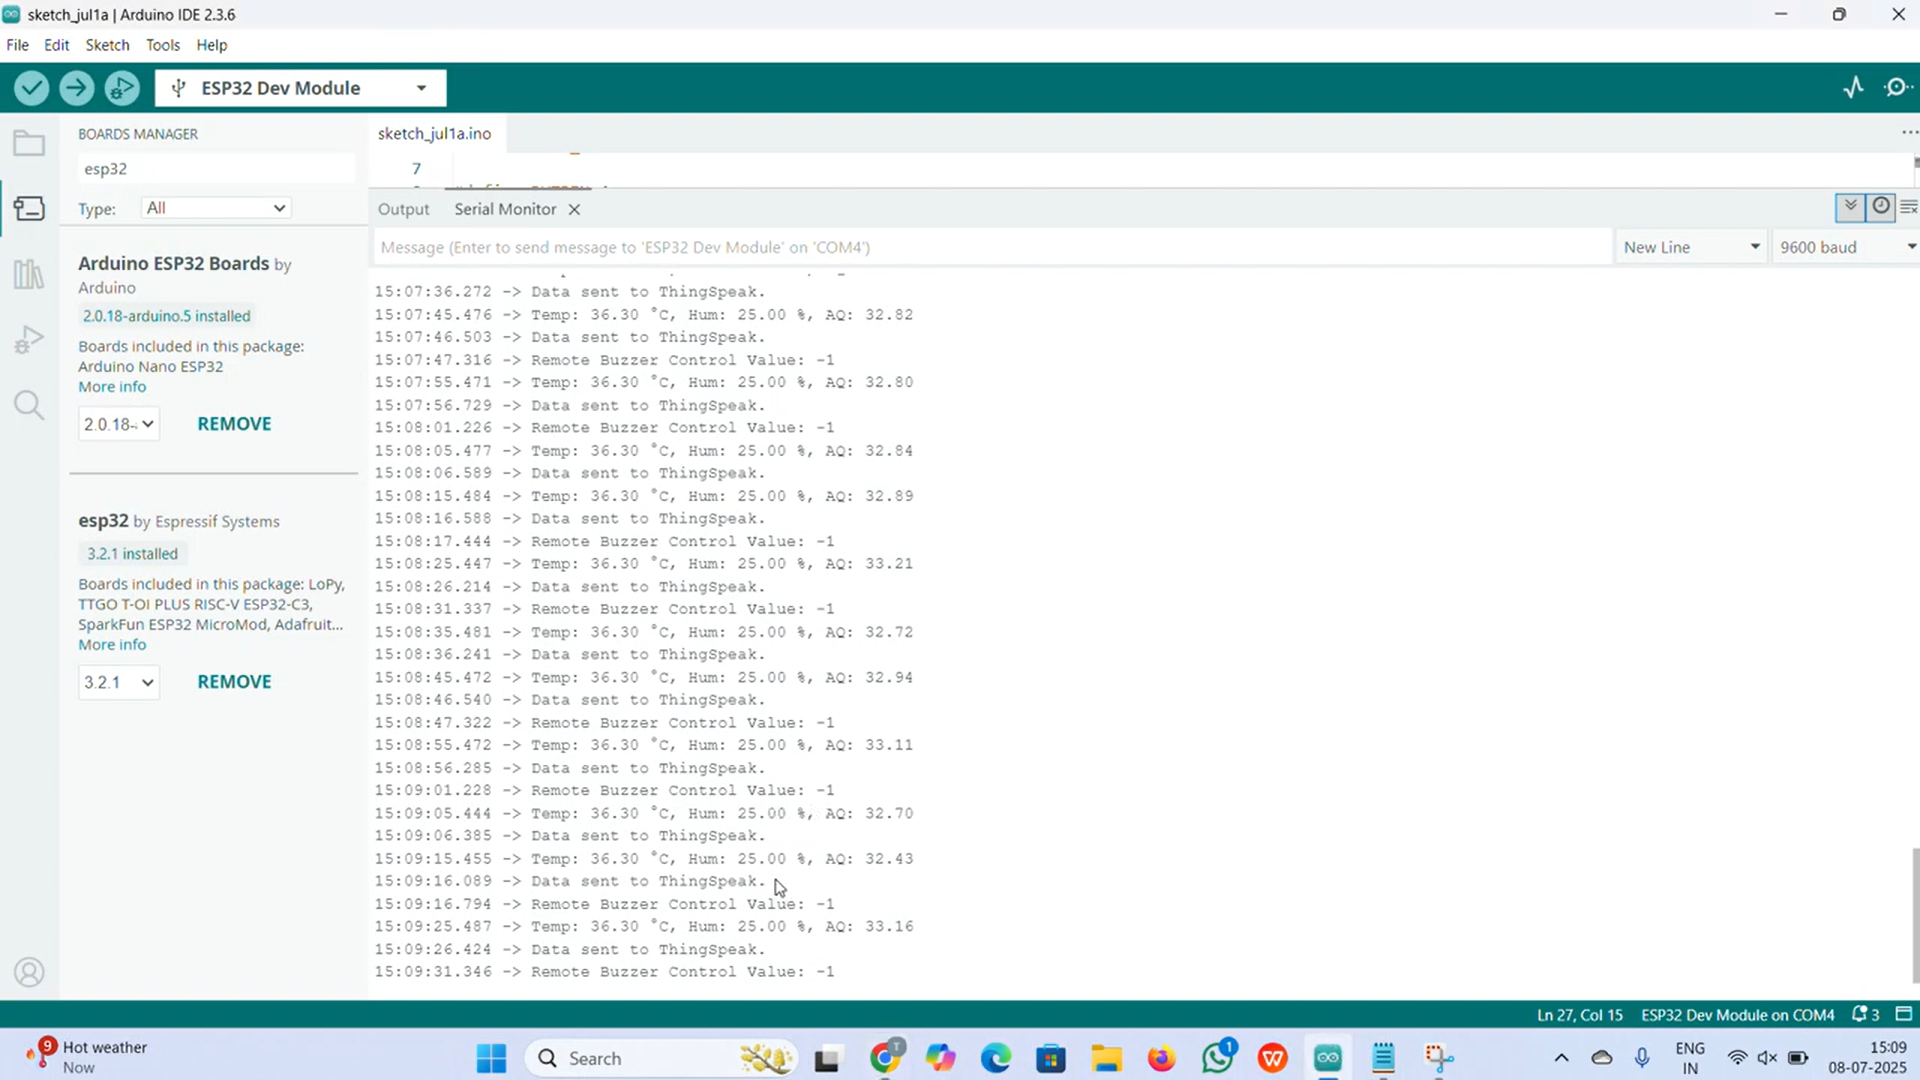 sketch_jul1a | Arduino IDE 2.3.6
File Edit Sketch Tools Help
ESP32 Dev Module
BOARDS MANAGER
esp32
Type: All
Arduino ESP32 Boards by
Arduino
2.0.18-arduino.5 installed
Boards included in this package:
Arduino Nano ESP32
More info
2.0.18- REMOVE
esp32 by Espressif Systems
3.2.1 installed
Boards included in this package: LoPy,
TTGO T-OI PLUS RISC-V ESP32-C3,
SparkFun ESP32 MicroMod, Adafruit...
More info
3.2.1 REMOVE
sketch_jul1a.ino
7
Output Serial Monitor
Message (Enter to send message to 'ESP32 Dev Module' on 'COM4')
New Line 9600 baud
15:07:36.272 -> Data sent to ThingSpeak.
15:07:45.476 -> Temp: 36.30 °C, Hum: 25.00 %, AQ: 32.82
15:07:46.503 -> Data sent to ThingSpeak.
15:07:47.316 -> Remote Buzzer Control Value: -1
15:07:55.471 -> Temp: 36.30 °C, Hum: 25.00 %, AQ: 32.80
15:07:56.729 -> Data sent to ThingSpeak.
15:08:01.226 -> Remote Buzzer Control Value: -1
15:08:05.477 -> Temp: 36.30 °C, Hum: 25.00 %, AQ: 32.84
15:08:06.589 -> Data sent to ThingSpeak.
15:08:15.484 -> Temp: 36.30 °C, Hum: 25.00 %, AQ: 32.89
15:08:16.588 -> Data sent to ThingSpeak.
15:08:17.444 -> Remote Buzzer Control Value: -1
15:08:25.447 -> Temp: 36.30 °C, Hum: 25.00 %, AQ: 33.21
15:08:26.214 -> Data sent to ThingSpeak.
15:08:31.337 -> Remote Buzzer Control Value: -1
15:08:35.481 -> Temp: 36.30 °C, Hum: 25.00 %, AQ: 32.72
15:08:36.241 -> Data sent to ThingSpeak.
15:08:45.472 -> Temp: 36.30 °C, Hum: 25.00 %, AQ: 32.94
15:08:46.540 -> Data sent to ThingSpeak.
15:08:47.322 -> Remote Buzzer Control Value: -1
15:08:55.472 -> Temp: 36.30 °C, Hum: 25.00 %, AQ: 33.11
15:08:56.285 -> Data sent to ThingSpeak.
15:09:01.228 -> Remote Buzzer Control Value: -1
15:09:05.444 -> Temp: 36.30 °C, Hum: 25.00 %, AQ: 32.70
15:09:06.385 -> Data sent to ThingSpeak.
15:09:15.455 -> Temp: 36.30 °C, Hum: 25.00 %, AQ: 32.43
15:09:16.089 -> Data sent to ThingSpeak.
15:09:16.794 -> Remote Buzzer Control Value: -1
15:09:25.487 -> Temp: 36.30 °C, Hum: 25.00 %, AQ: 33.16
15:09:26.424 -> Data sent to ThingSpeak.
15:09:31.346 -> Remote Buzzer Control Value: -1
Ln 27, Col 15 ESP32 Dev Module on COM4 3
9
Hot weather
Now
Search
T
1
W
ENG
IN
15:09
08-07-2025